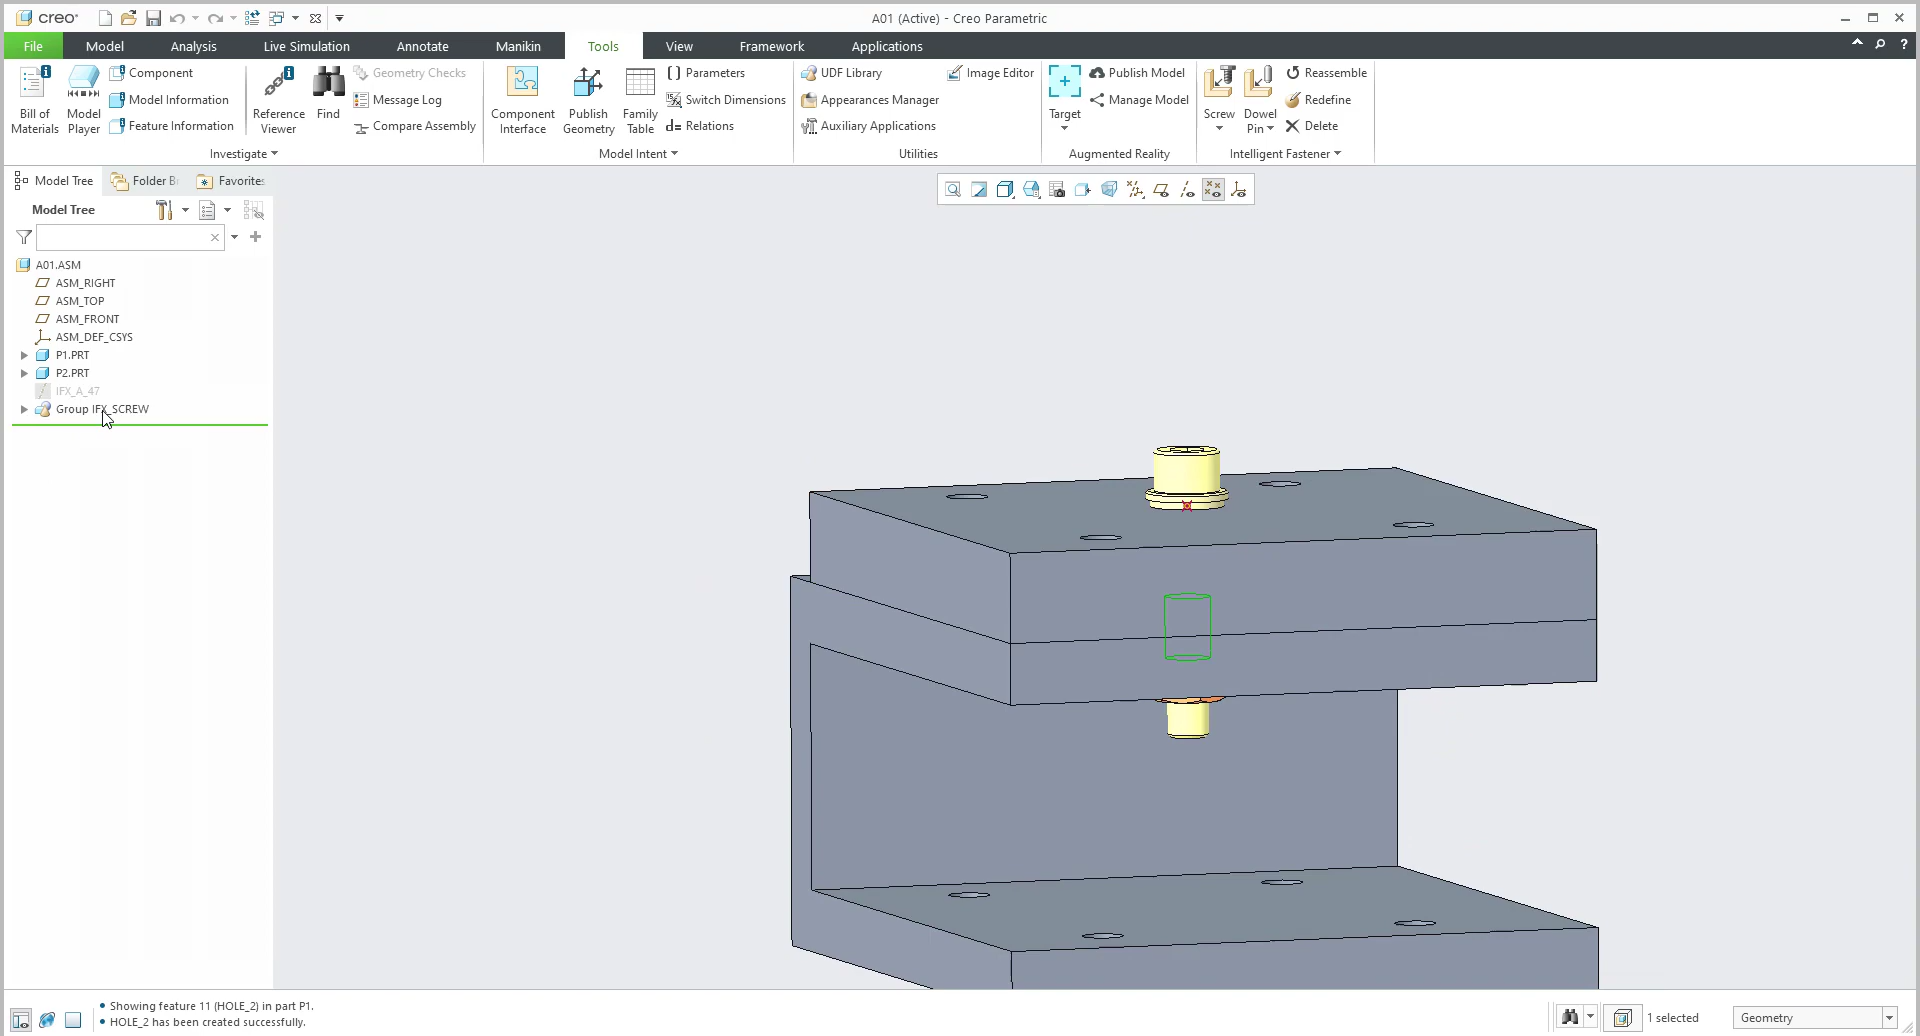 creo
A01 (Active) - Creo Parametric
File
Model
Analysis
Live Simulation
Annotate
Manikin
Tools
View
Framework
Applications
?
Bill of
Materials
Model
Player
Component
Model Information
Feature Information
Reference
Viewer
Find
Geometry Checks
Message Log
Compare Assembly
Investigate
Component
Interface
Publish
Geometry
Family
Table
Parameters
Switch Dimensions
d= Relations
Model Intent
UDF Library
Appearances Manager
Auxiliary Applications
Image Editor
Utilities
Target
Publish Model
Manage Model
Augmented Reality
Screw
Dowel
Pin
Reassemble
Redefine
Delete
Intelligent Fastener
Model Tree
Folder B
Favorites
Model Tree
A01.ASM
ASM_RIGHT
ASM_TOP
ASM_FRONT
ASM_DEF_CSYS
P1.PRT
P2.PRT
IFX_A_47
Group IFX_SCREW
• Showing feature 11 (HOLE_2) in part P1.
• HOLE_2 has been created successfully.
1 selected
Geometry